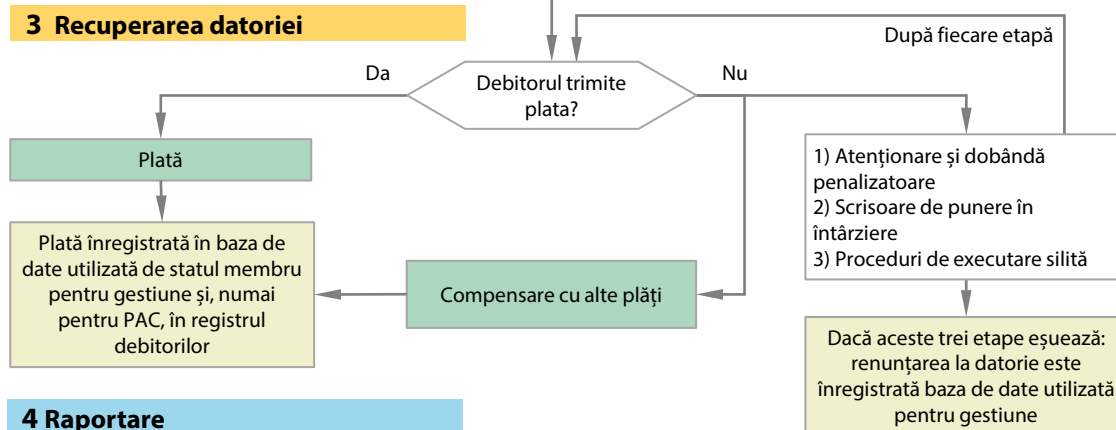 3 Recuperarea datoriei
După fiecare etapă
Da
Debitorul trimite
plata?
Nu
Plată
1) Atenționare și dobândă
penalizatoare
2) Scrisoare de punere în
întârziere
3) Proceduri de executare silită
Plată înregistrată în baza de
date utilizată de statul membru
pentru gestiune și, numai
pentru PAC, în registrul
debitorilor
Compensare cu alte plăți
Dacă aceste trei etape eșuează:
renunțarea la datorie este
înregistrată baza de date utilizată
pentru gestiune
4 Raportare